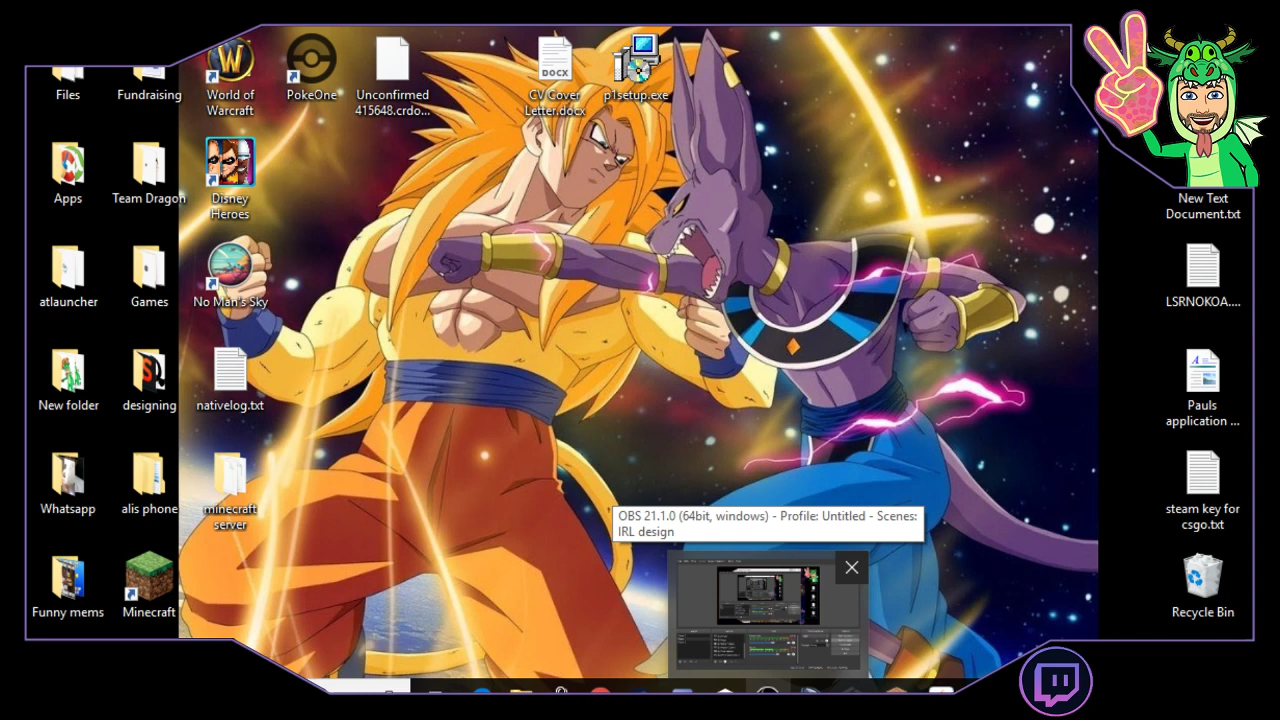 Files
Fundraising
World of
Warcraft
PokeOne
Unconfirmed
415648.crdo...
DOCX
CV Cover
Letter.docx
p1setup.exe
Apps
Team Dragon
Disney
Heroes
New Text
Document.txt
atlauncher
Games
No Man's Sky
LSRNOKOA....
New folder
designing
nativelog.txt
Pauls
application ...
Whatsapp
alis phone
minecraft
server
steam key for
csgo.txt
OBS 21.1.0 (64bit, windows) - Profile: Untitled - Scenes:
IRL design
Funny mems
Minecraft
Recycle Bin